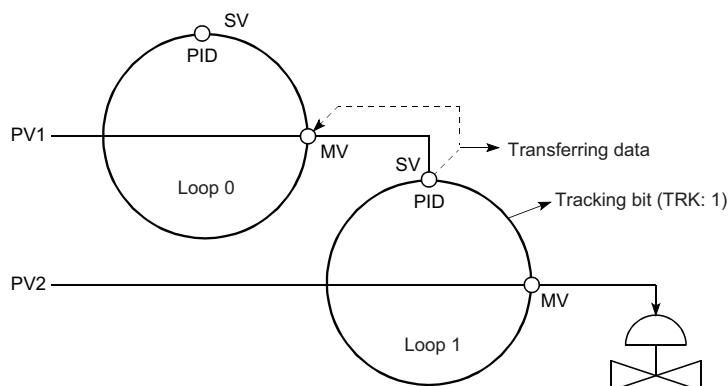 SV
PID
PV1
MV
Transferring data
SV
Loop 0
PID
Tracking bit (TRK: 1)
PV2
MV
Loop 1